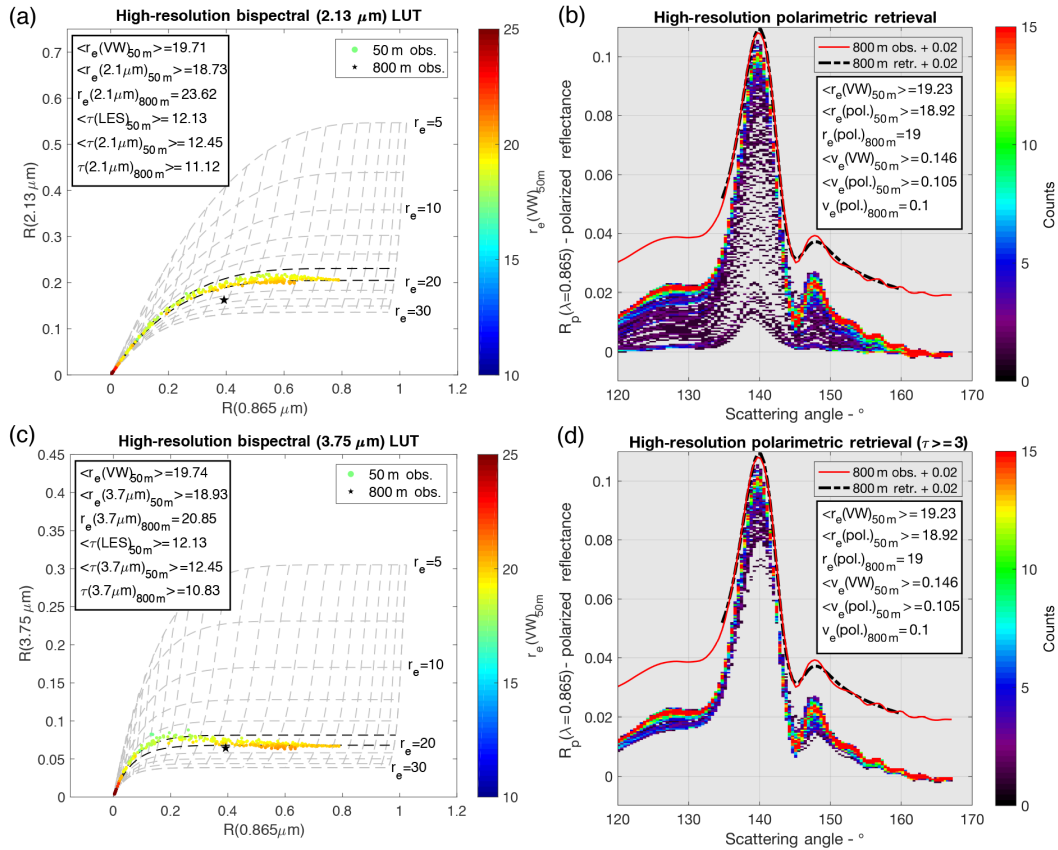 (a)
High-resolution bispectral (2.13 μm) LUT
<r_e(VW)_50m>=19.71
<r_e(2.1μm)_50m>=18.73
r_e(2.1μm)_800m=23.62
<τ(LES)_50m>=12.13
<τ(2.1μm)_50m>=12.45
τ(2.1μm)_800m=11.12
50 m obs.
800 m obs.
r_e=5
r_e=10
r_e=20
r_e=30
0.7
0.6
0.5
0.4
0.3
0.2
0.1
0
R(2.13 μm)
0 0.2 0.4 0.6 0.8 1 1.2
R(0.865 μm)
25
20
15
10
r_e(VW)_50m
(b)
High-resolution polarimetric retrieval
800 m obs. + 0.02
800 m retr. + 0.02
<r_e(VW)_50m>=19.23
<r_e(pol.)_50m>=18.92
r_e(pol.)_800m=19
<v_e(VW)_50m>=0.146
<v_e(pol.)_50m>=0.105
v_e(pol.)_800m=0.1
0.1
0.08
0.06
0.04
0.02
0
R_p(λ=0.865) - polarized reflectance
120 130 140 150 160 170
Scattering angle - °
15
10
5
0
Counts
(c)
High-resolution bispectral (3.75 μm) LUT
<r_e(VW)_50m>=19.74
<r_e(3.7μm)_50m>=18.93
r_e(3.7μm)_800m=20.85
<τ(LES)_50m>=12.13
<τ(3.7μm)_50m>=12.45
τ(3.7μm)_800m=10.83
50 m obs.
800 m obs.
r_e=5
r_e=10
r_e=20
r_e=30
0.45
0.4
0.35
0.3
0.25
0.2
0.15
0.1
0.05
0
R(3.75 μm)
0 0.2 0.4 0.6 0.8 1 1.2
R(0.865μm)
25
20
15
10
r_e(VW)_50m
(d)
High-resolution polarimetric retrieval (τ >= 3)
800 m obs. + 0.02
800 m retr. + 0.02
<r_e(VW)_50m>=19.23
<r_e(pol.)_50m>=18.92
r_e(pol.)_800m=19
<v_e(VW)_50m>=0.146
<v_e(pol.)_50m>=0.105
v_e(pol.)_800m=0.1
0.1
0.08
0.06
0.04
0.02
0
R_p(λ=0.865) - polarized reflectance
120 130 140 150 160 170
Scattering angle - °
15
10
5
0
Counts